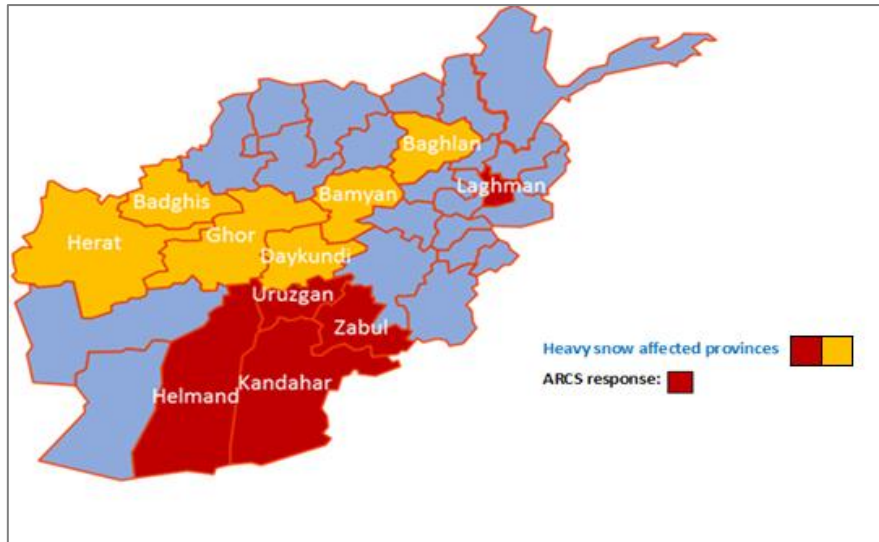 Baghlan
Laghman
Badghis
Bamyan
Herat
Ghor
Daykundi
Uruzgan
Zabul
Helmand
Kandahar
Heavy snow affected provinces
ARCS response: